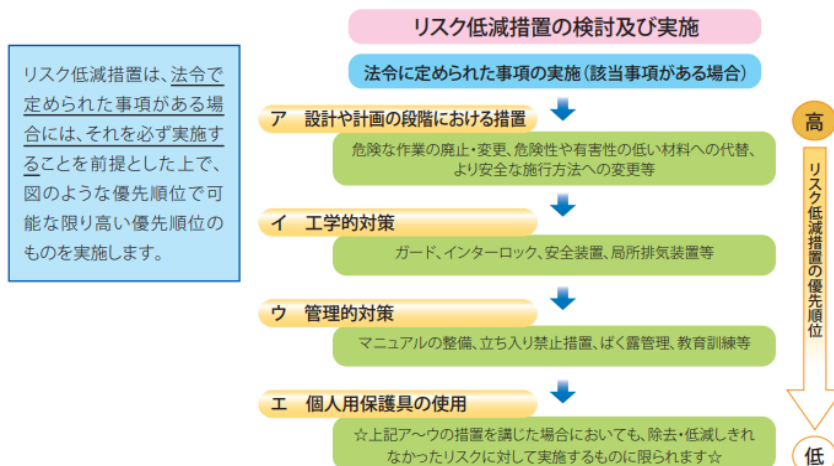 リスク低減措置の検討及び実施
法令に定められた事項の実施(該当事項がある場合)
リスク低減措置は、法令で
定められた事項がある場
合には、それを必ず実施す
ることを前提とした上で、
図のような優先順位で可
能な限り高い優先順位の
ものを実施します。
ア 設計や計画の段階における措置
危険な作業の廃止・変更、危険性や有害性の低い材料への代替、
より安全な施行方法への変更等
イ 工学的対策
ガード、インターロック、安全装置、局所排気装置等
ウ 管理的対策
マニュアルの整備、立ち入り禁止措置、ばく露管理、教育訓練等
エ 個人用保護具の使用
☆上記ア〜ウの措置を講じた場合においても、除去・低減しきれ
なかったリスクに対して実施するものに限られます☆
高
リスク低減措置の優先順位
低